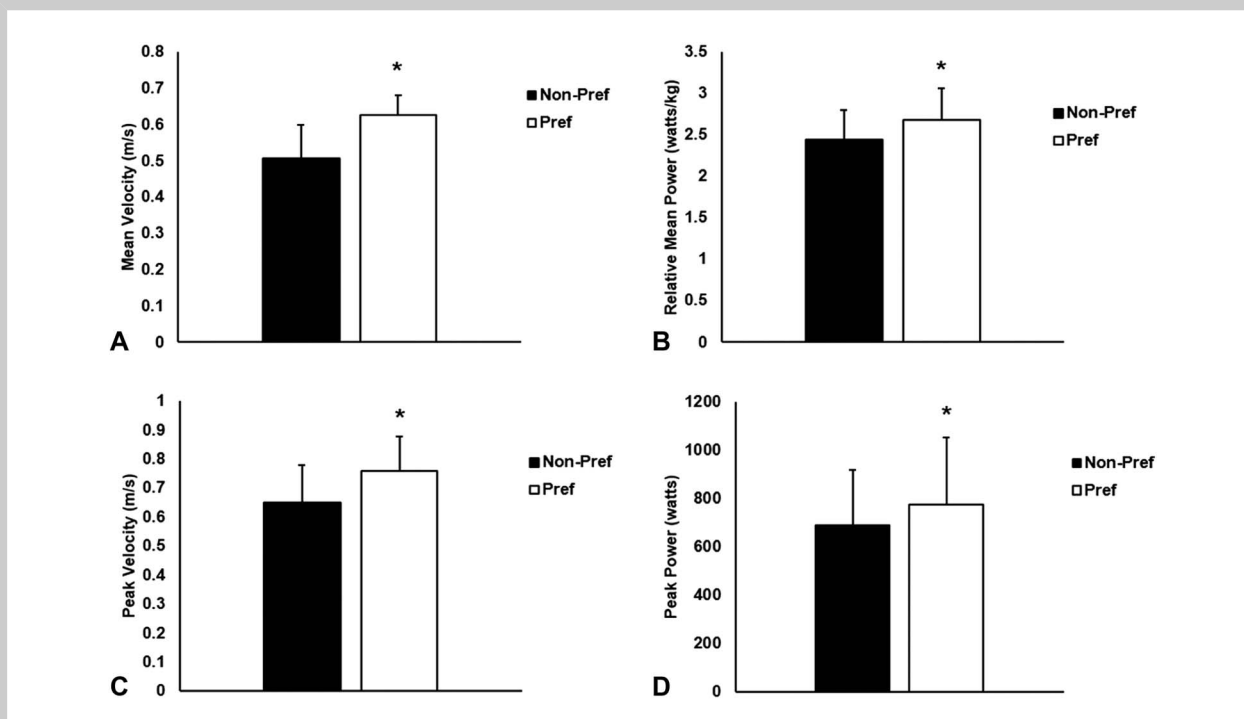 0.8
0.7
0.6
0.5
0.4
0.3
0.2
0.1
0
Mean Velocity (m/s)
*
Non-Pref
Pref
A
3.5
3
2.5
2
1.5
1
0.5
0
Relative Mean Power (watts/kg)
*
Non-Pref
Pref
B
1
0.9
0.8
0.7
0.6
0.5
0.4
0.3
0.2
0.1
0
Peak Velocity (m/s)
*
Non-Pref
Pref
C
1200
1000
800
600
400
200
0
Peak Power (watts)
*
Non-Pref
Pref
D